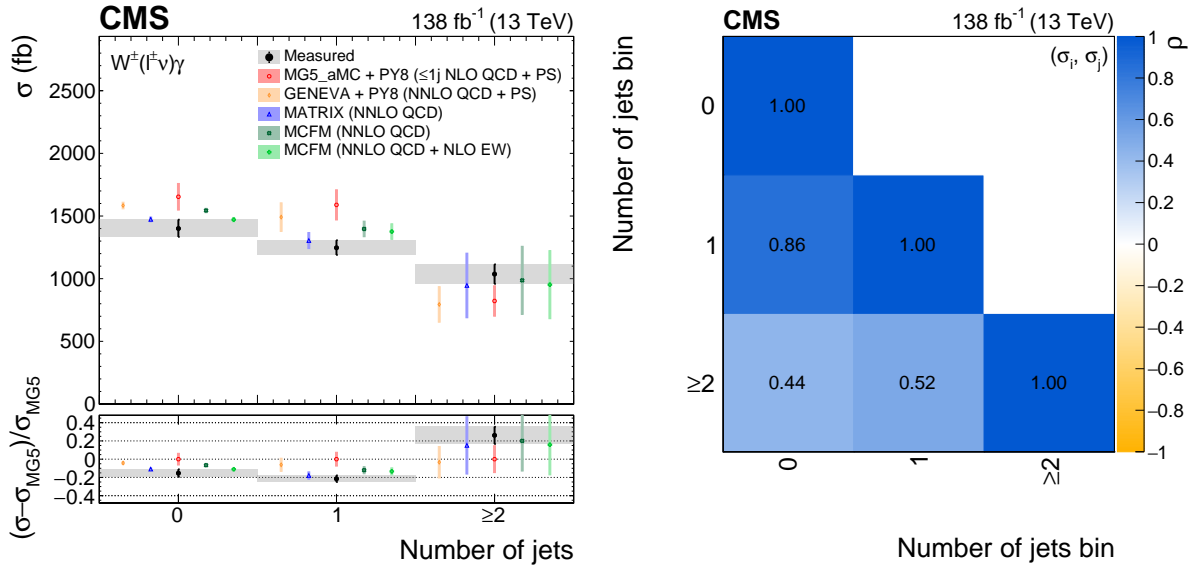 CMS 138 fb⁻¹ (13 TeV)
W±(l±ν)γ
Measured
MG5_aMC + PY8 (≤1j NLO QCD + PS)
GENEVA + PY8 (NNLO QCD + PS)
MATRIX (NNLO QCD)
MCFM (NNLO QCD)
MCFM (NNLO QCD + NLO EW)
σ (fb)
2500
2000
1500
1000
500
0
(σ−σMG5)/σMG5
0.4
0.2
0
−0.2
−0.4
0 1 ≥2
Number of jets
CMS 138 fb⁻¹ (13 TeV)
(σi, σj)
Number of jets bin
0
1
≥2
1.00
0.86 1.00
0.44 0.52 1.00
0 1 ≥2
Number of jets bin
ρ
1
0.8
0.6
0.4
0.2
0
−0.2
−0.4
−0.6
−0.8
−1